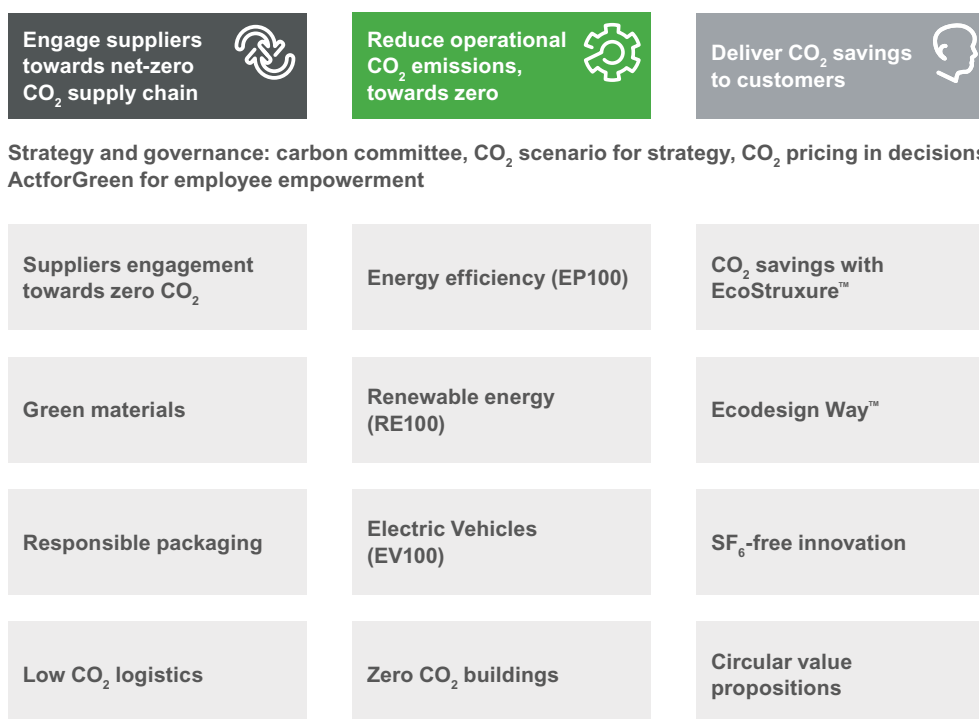 Engage suppliers
towards net-zero
CO₂ supply chain
Reduce operational
CO₂ emissions,
towards zero
Deliver CO₂ savings
to customers
Strategy and governance: carbon committee, CO₂ scenario for strategy, CO₂ pricing in decisions
ActforGreen for employee empowerment
Suppliers engagement
towards zero CO₂
Energy efficiency (EP100)
CO₂ savings with
EcoStruxure™
Green materials
Renewable energy
(RE100)
Ecodesign Way™
Responsible packaging
Electric Vehicles
(EV100)
SF₆-free innovation
Low CO₂ logistics
Zero CO₂ buildings
Circular value
propositions